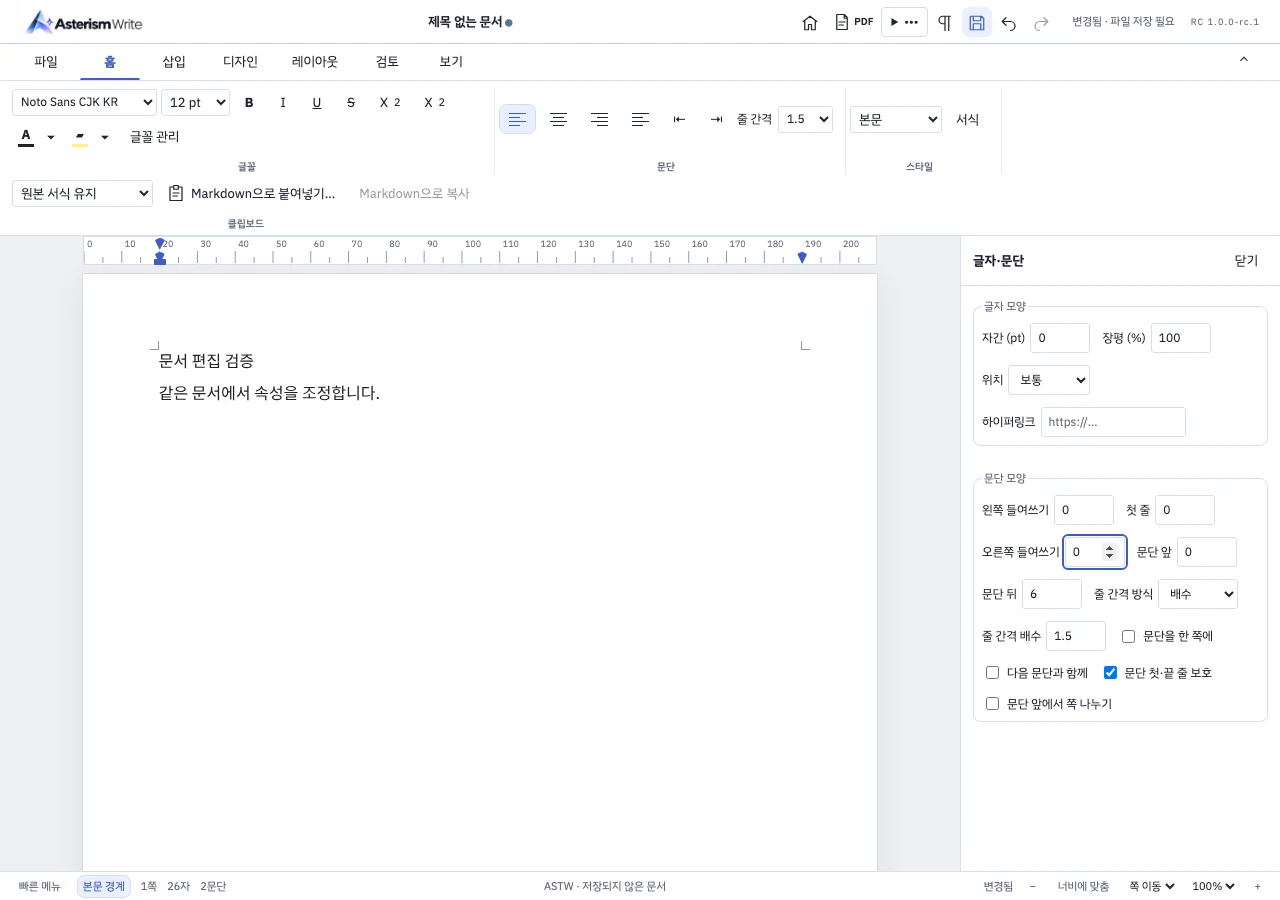 AsterismWrite
제목 없는 문서
PDF
변경됨 · 파일 저장 필요
RC 1.0.0-rc.1
파일 홈 삽입 디자인 레이아웃 검토 보기
Noto Sans CJK KR 12 pt B I U S X 2 X 2
A 글꼴 관리
글꼴
줄 간격 1.5
문단
본문 서식
스타일
원본 서식 유지 Markdown으로 붙여넣기... Markdown으로 복사
클립보드
0 10 20 30 40 50 60 70 80 90 100 110 120 130 140 150 160 170 180 190 200
문서 편집 검증
같은 문서에서 속성을 조정합니다.
글자·문단 닫기
글자 모양
자간 (pt) 0 장평 (%) 100
위치 보통
하이퍼링크 https://...
문단 모양
왼쪽 들여쓰기 0 첫 줄 0
오른쪽 들여쓰기 0 문단 앞 0
문단 뒤 6 줄 간격 방식 배수
줄 간격 배수 1.5 문단을 한 쪽에
다음 문단과 함께 문단 첫·끝 줄 보호
문단 앞에서 쪽 나누기
빠른 메뉴 본문 경계 1쪽 26자 2문단
ASTW · 저장되지 않은 문서
변경됨 − 너비에 맞춤 쪽 이동 100% +